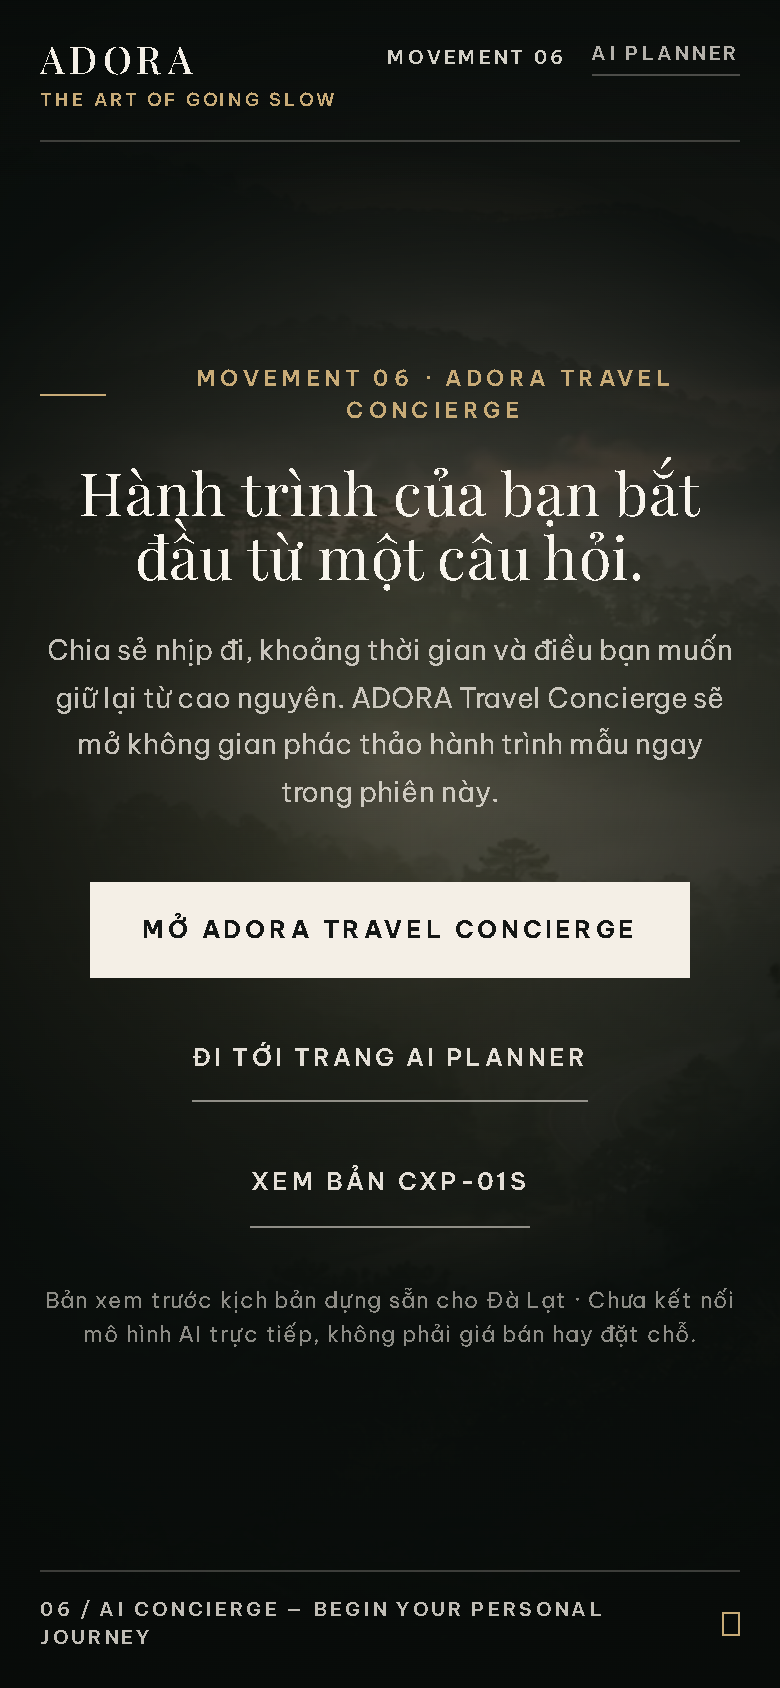 ADORA
THE ART OF GOING SLOW
MOVEMENT 06
AI PLANNER
MOVEMENT 06 · ADORA TRAVEL
CONCIERGE
Hành trình của bạn bắt
đầu từ một câu hỏi.
Chia sẻ nhịp đi, khoảng thời gian và điều bạn muốn
giữ lại từ cao nguyên. ADORA Travel Concierge sẽ
mở không gian phác thảo hành trình mẫu ngay
trong phiên này.
MỞ ADORA TRAVEL CONCIERGE
ĐI TỚI TRANG AI PLANNER
XEM BẢN CXP-01S
Bản xem trước kịch bản dựng sẵn cho Đà Lạt · Chưa kết nối
mô hình AI trực tiếp, không phải giá bán hay đặt chỗ.
06 / AI CONCIERGE — BEGIN YOUR PERSONAL
JOURNEY